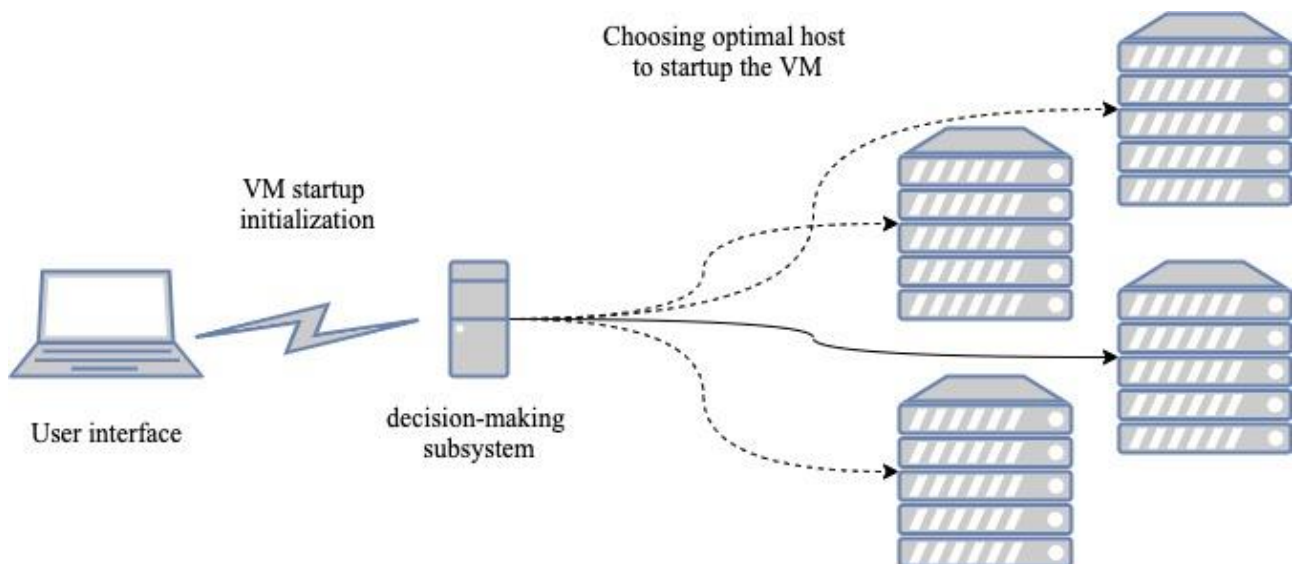 Choosing optimal host
to startup the VM
VM startup
initialization
User interface
decision-making
subsystem